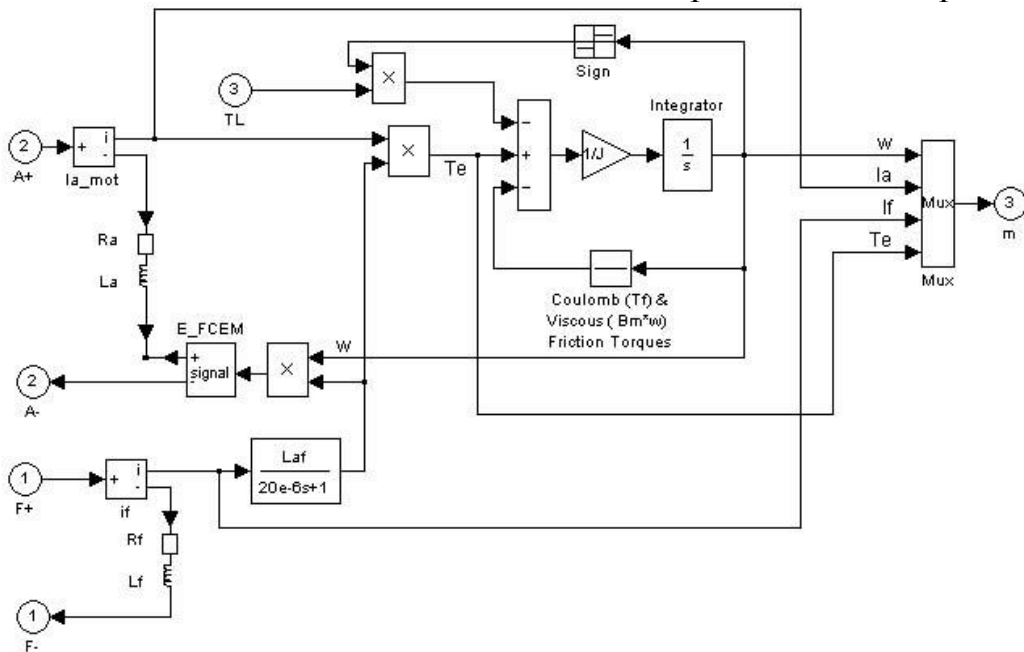 Sign
×
3
TL
Integrator
2
A+
+
i
-
Ia_mot
×
Te
-
+
-
1/J
1
s
w
Ia
If
Te
Mux
Mux
3
m
Ra
La
Coulomb (Tf) &
Viscous ( Bm*w)
Friction Torques
E_FCEM
+
signal
-
×
W
2
A-
Laf
20e-6s+1
1
F+
+
i
-
if
Rf
Lf
1
F-